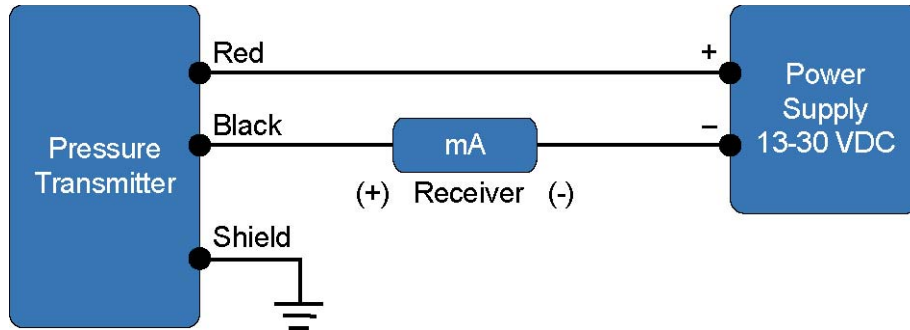 Red
+
Power
Supply
13-30 VDC
Black
mA
–
Pressure
Transmitter
(+) Receiver (-)
Shield